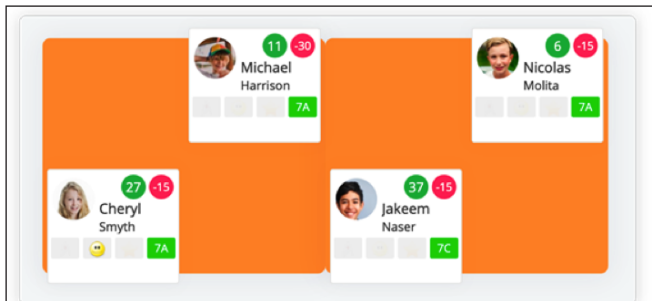 11 -30
Michael
Harrison
7A
6 -15
Nicolas
Molita
7A
27 -15
Cheryl
Smyth
7A
37 -15
Jakeem
Naser
7C